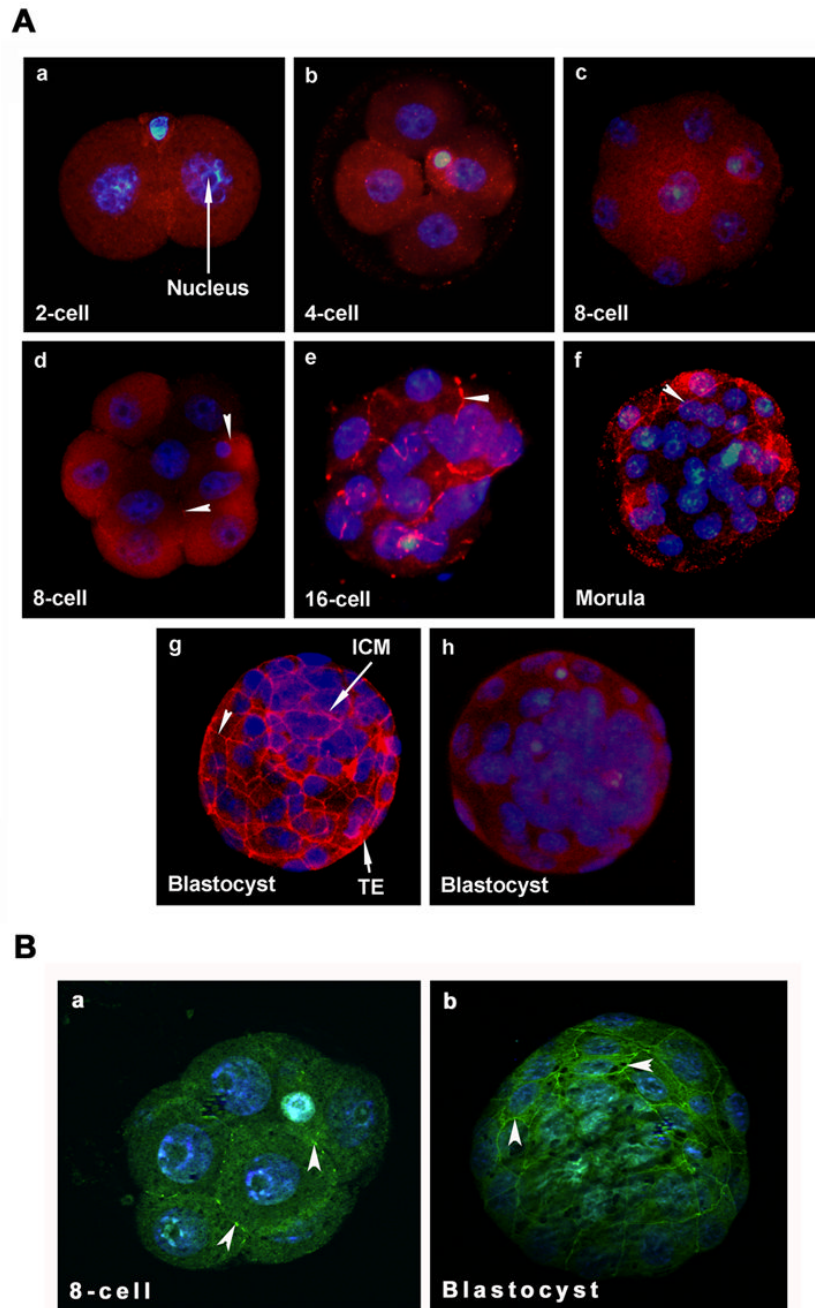 A
a
Nucleus
2-cell
b
4-cell
c
8-cell
d
8-cell
e
16-cell
f
Morula
g
ICM
TE
Blastocyst
h
Blastocyst
B
a
8-cell
b
Blastocyst